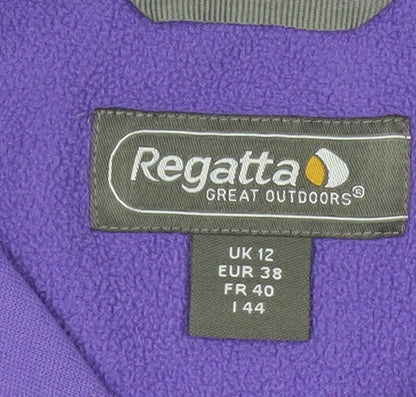 Regatta
GREAT OUTDOORS®
UK 12
EUR 38
FR 40
I 44